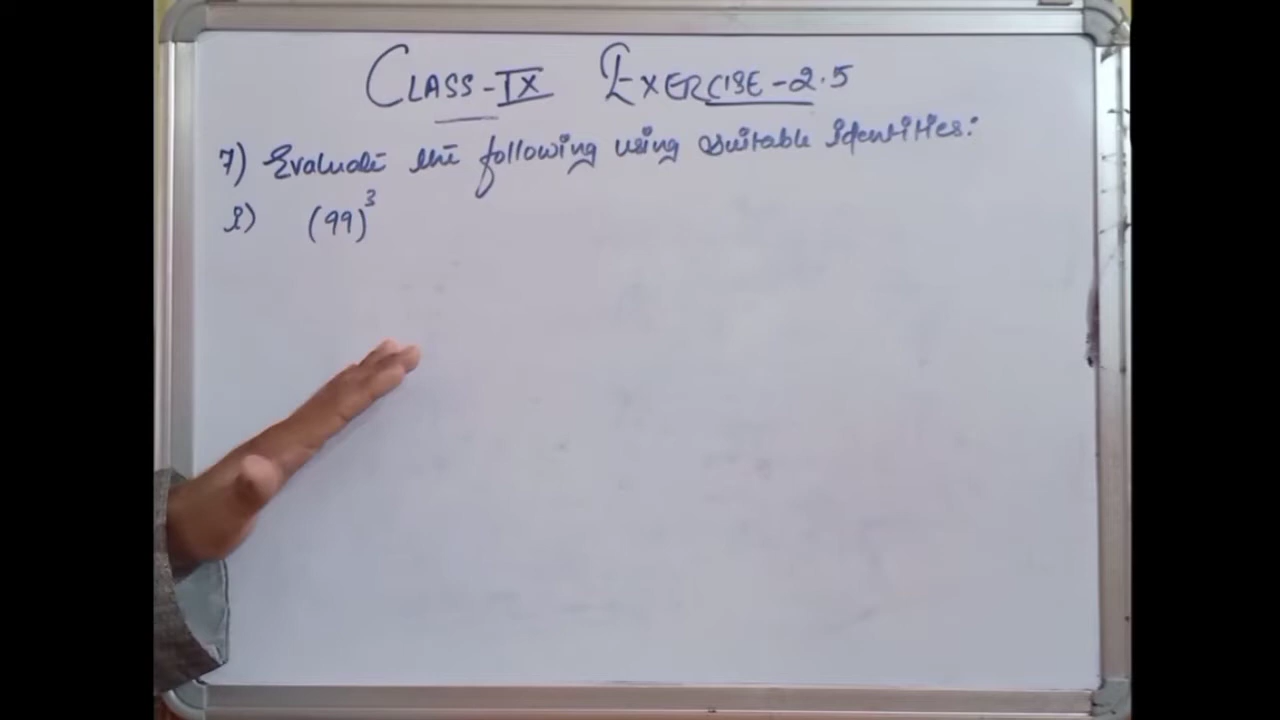 CLASS-IX EXERCISE-2.5
7) Evaluate the following using suitable identities:
i) (99)³